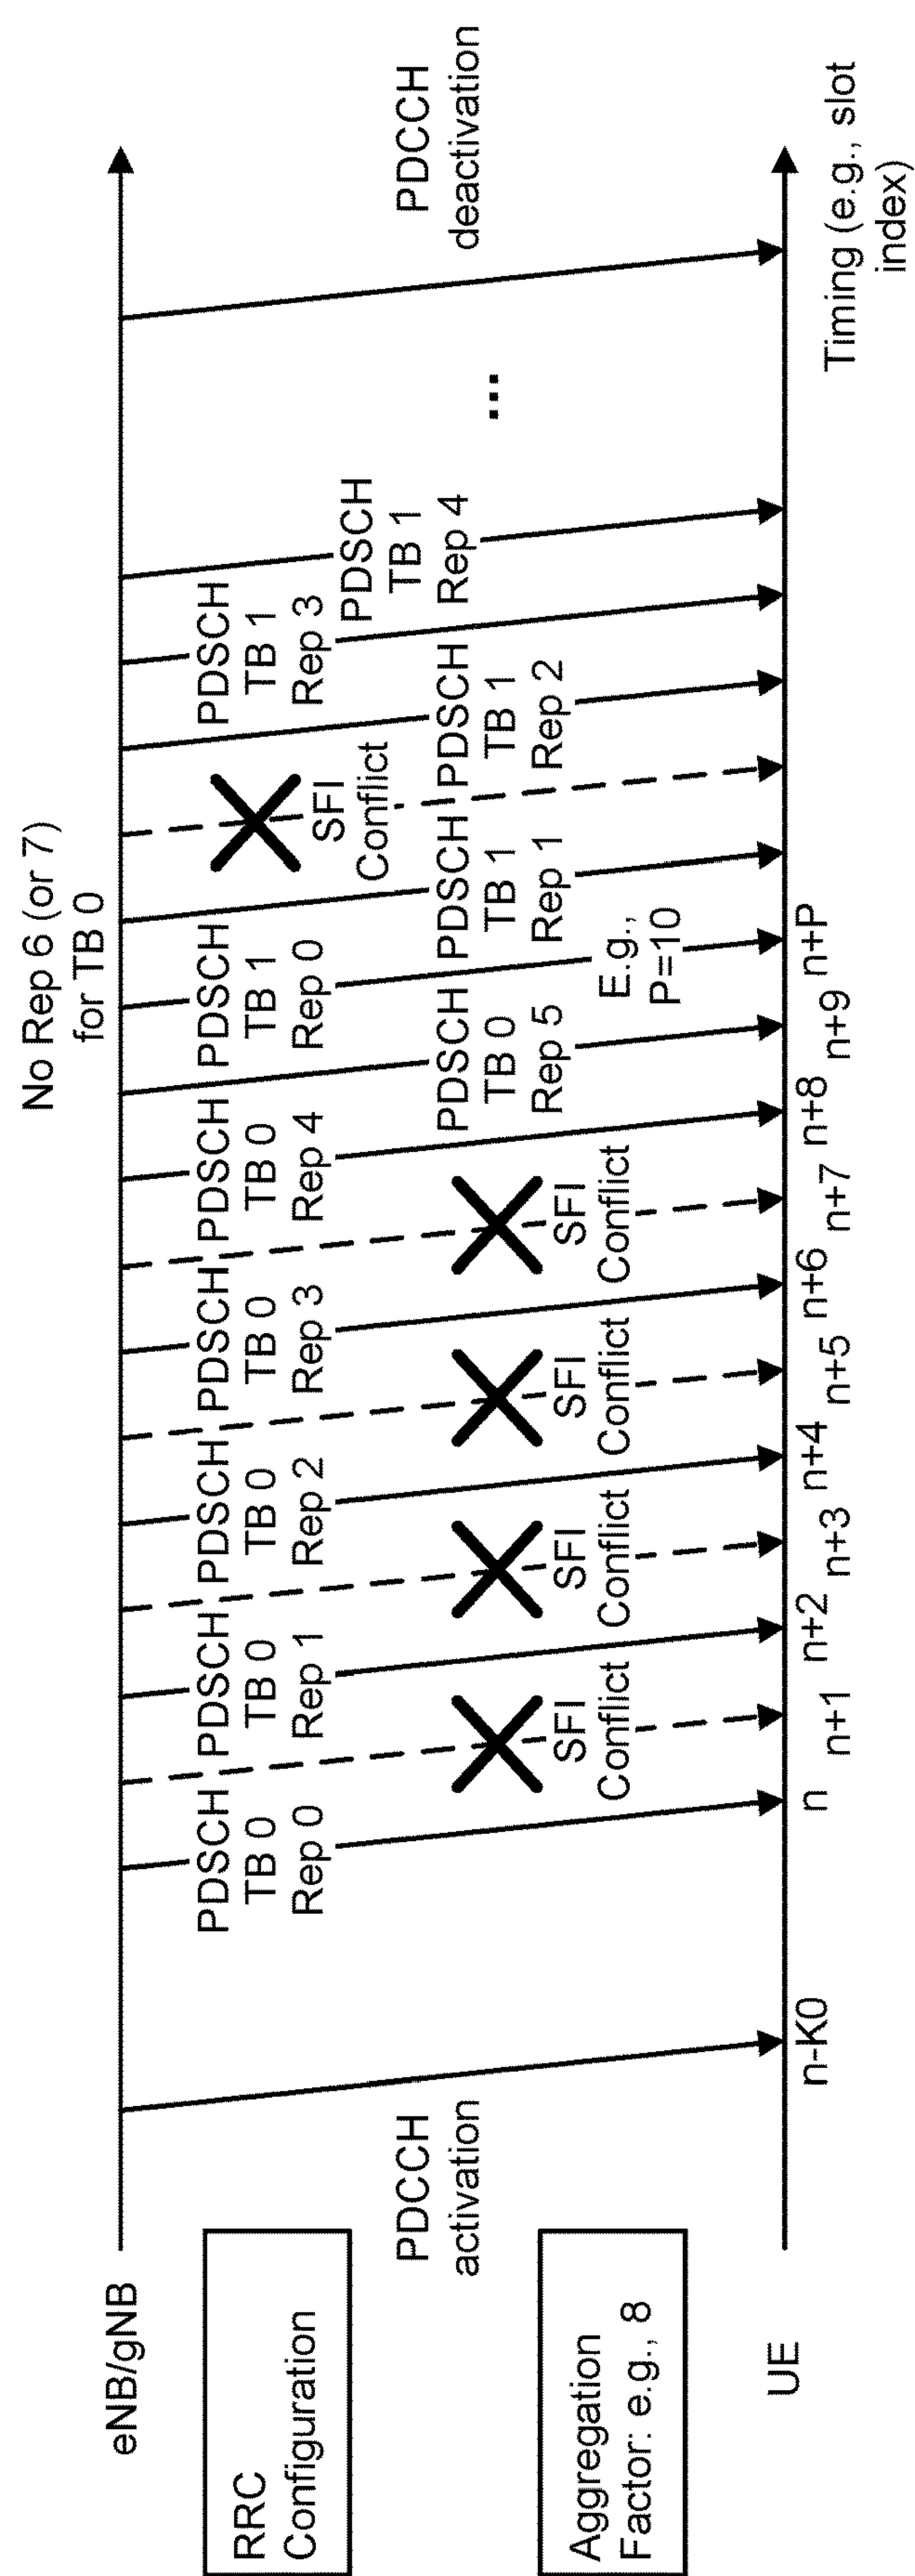 No Rep 6 (or 7)
for TB 0
eNB/gNB
RRC
Configuration
PDCCH
activation
Aggregation
Factor: e.g., 8
UE
n-K0
PDSCH
TB 0
Rep 0
SFI
Conflict
PDSCH
TB 0
Rep 1
SFI
Conflict
PDSCH
TB 0
Rep 2
SFI
Conflict
PDSCH
TB 0
Rep 3
SFI
Conflict
PDSCH
TB 0
Rep 4
PDSCH
TB 0
Rep 5
PDSCH
TB 1
Rep 0
E.g.,
P=10
PDSCH
TB 1
Rep 1
SFI
Conflict
PDSCH
TB 1
Rep 2
PDSCH
TB 1
Rep 3
PDSCH
TB 1
Rep 4
...
PDCCH
deactivation
n
n+1
n+2
n+3
n+4
n+5
n+6
n+7
n+8
n+9
n+P
Timing (e.g., slot
index)